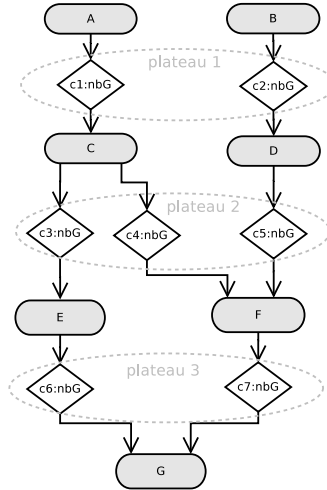 A
B
plateau 1
c1:nbG
c2:nbG
C
D
plateau 2
c3:nbG
c4:nbG
c5:nbG
E
F
plateau 3
c6:nbG
c7:nbG
G